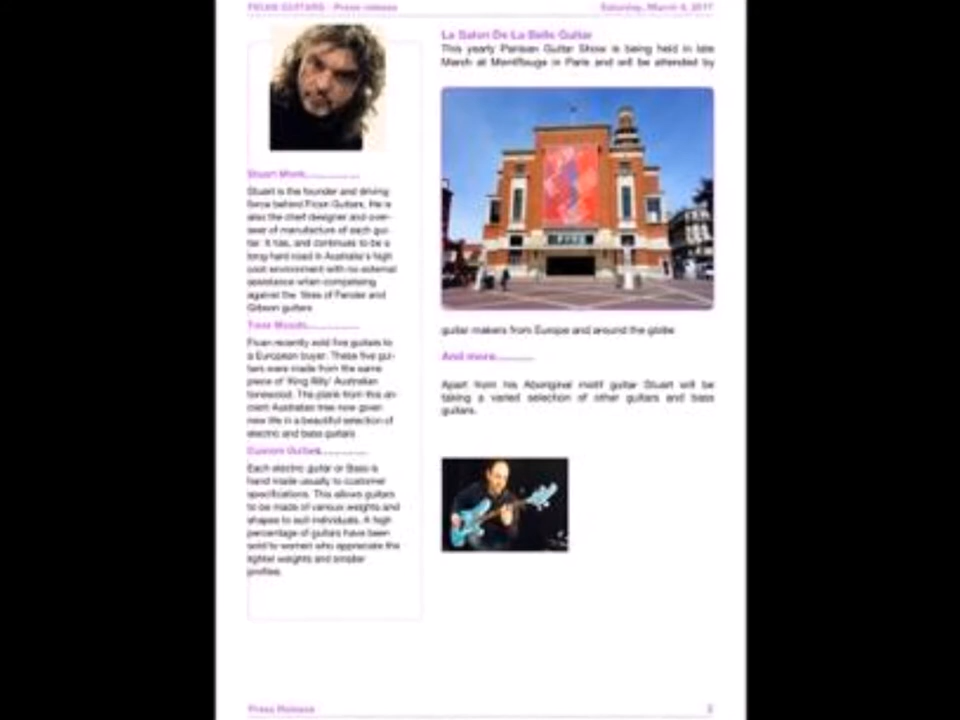 GUITARS - Press release
Saturday, March 4, 2017
Stuart Monk
Stuart is the founder and driving
force behind Guitars. He is
also the chief designer and over-
seer of manufacture of each gui-
tar. It has, and continues to be a
long hard road in Australia's high
cost environment with no external
assistance when competing
against the 'likes of Fender and
Gibson guitars
Tone Woods
recently sold five guitars to
a European buyer. These five gui-
tars were made from the same
piece of 'King Billy' Australian
tonewood. The plank from this an-
cient Australian tree now given
new life in a beautiful selection of
electric and bass guitars
Custom Guitars
Each electric guitar or Bass is
hand made usually to customer
specifications. This allows guitars
to be made of various weights and
shapes to suit individuals. A high
percentage of guitars have been
sold to women who appreciate the
lighter weights and smaller
profiles.
La Salon De La Belle Guitar
This yearly Parisian Guitar Show is being held in late
March at MontRouge in Paris and will be attended by
guitar makers from Europe and around the globe
And more...........
Apart from his Aboriginal motif guitar Stuart will be
taking a varied selection of other guitars and bass
guitars.
Press Release